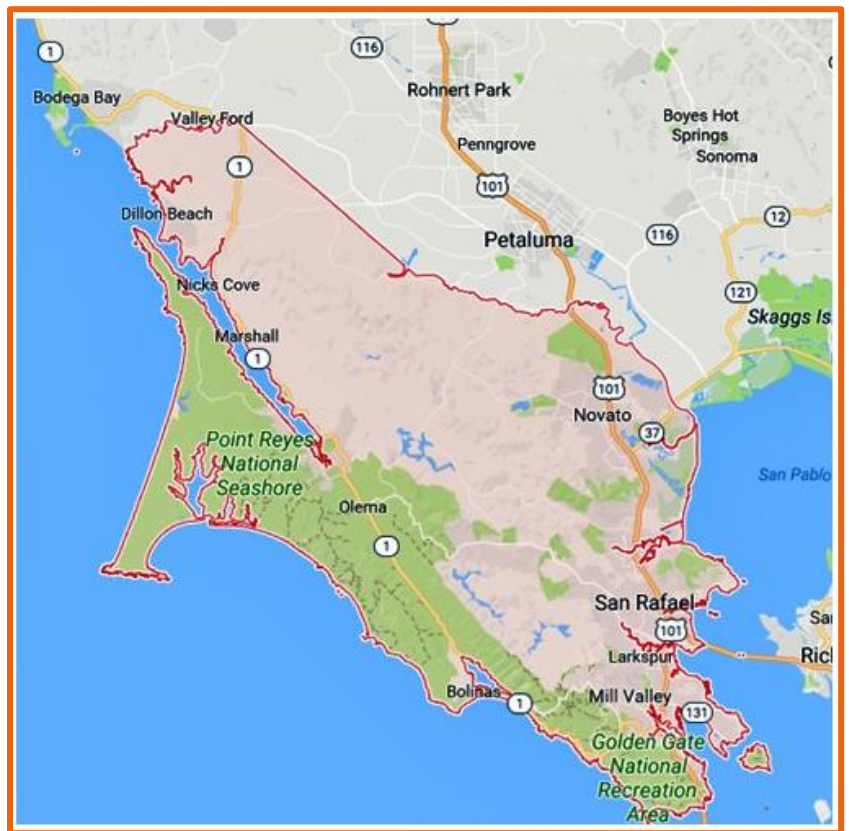 1
116
Bodega Bay
Rohnert Park
Valley Ford
Boyes Hot
Springs
Sonoma
Penngrove
1
101
Dillon Beach
Petaluma
116
12
Nicks Cove
121
Skaggs Is
Marshall
1
101
Novato
37
Point Reyes
National
Seashore
San Pablo
Olema
1
San Rafael
Sa
101
Ricl
Larkspur
Bolinas
1
Mill Valley
131
Golden Gate
National
Recreation
Area